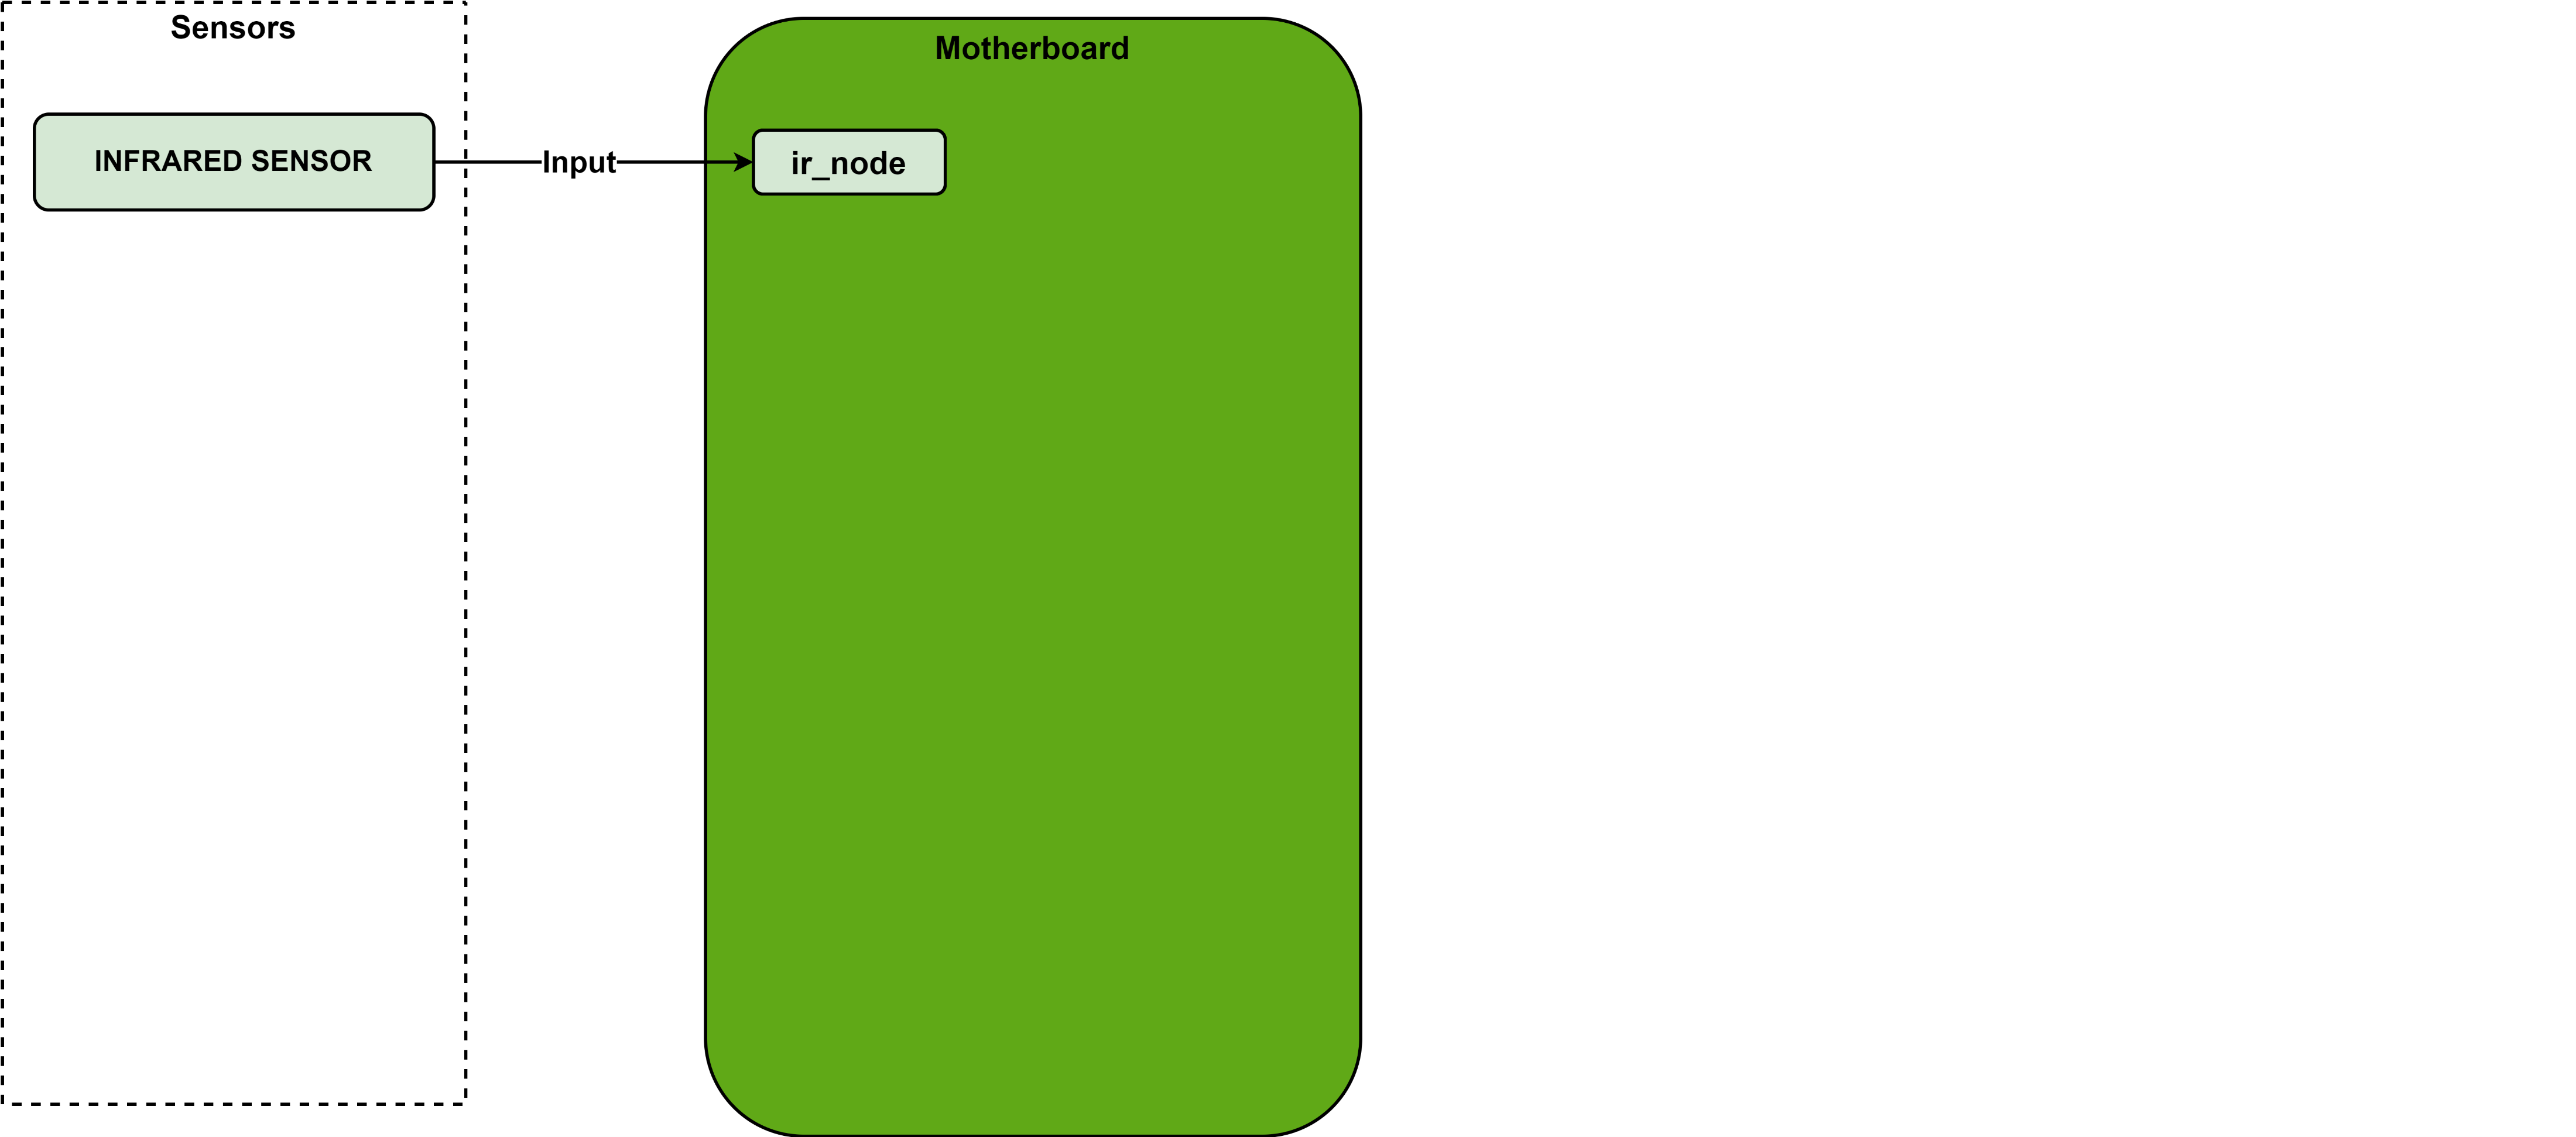 Sensors
Motherboard
INFRARED SENSOR
Input
ir_node